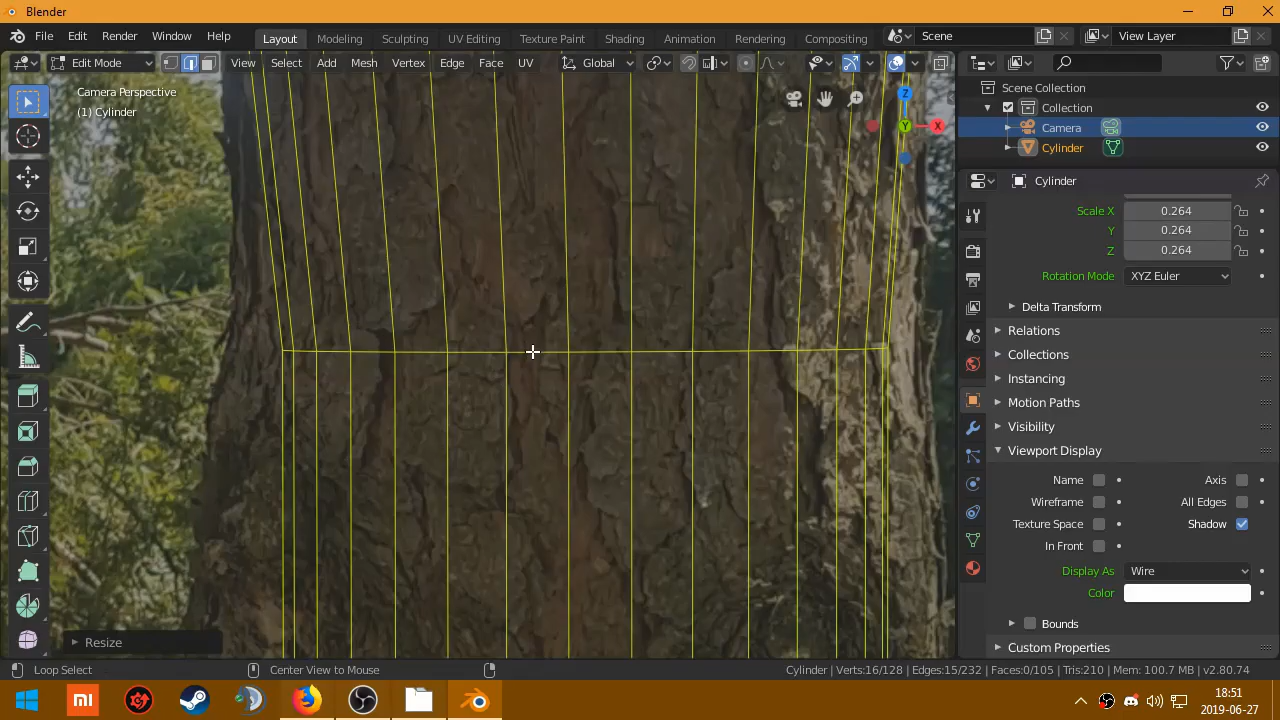 Blender
File Edit Render Window Help
Layout Modeling Sculpting UV Editing Texture Paint Shading Animation Rendering Compositing
Scene
View Layer
Edit Mode
View Select Add Mesh Vertex Edge Face UV
Global
Camera Perspective
(1) Cylinder
Z
Y
X
Scene Collection
Collection
Camera
Cylinder
Cylinder
Scale X 0.264
Y 0.264
Z 0.264
Rotation Mode XYZ Euler
Delta Transform
Relations
Collections
Instancing
Motion Paths
Visibility
Viewport Display
Name Axis
Wireframe All Edges
Texture Space Shadow
In Front
Display As Wire
Color
Bounds
Custom Properties
Resize
Loop Select
Center View to Mouse
Cylinder | Verts:16/128 | Edges:15/232 | Faces:0/105 | Tris:210 | Mem: 100.7 MB | v2.80.74
18:51
2019-06-27